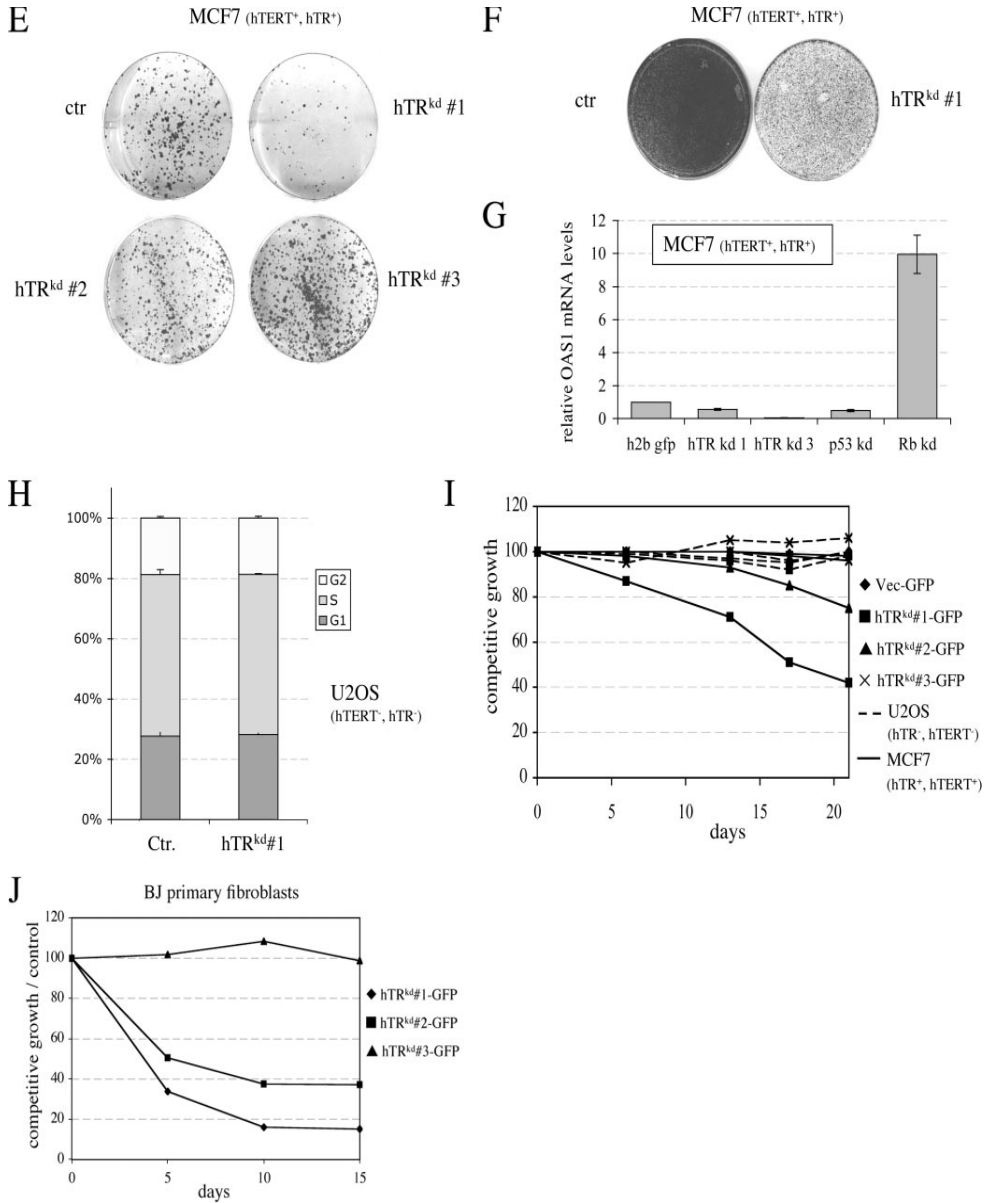 E
MCF7 (hTERT⁺, hTR⁺)
ctr
hTRᵏᵈ #1
hTRᵏᵈ #2
hTRᵏᵈ #3
F
MCF7 (hTERT⁺, hTR⁺)
ctr
hTRᵏᵈ #1
G
MCF7 (hTERT⁺, hTR⁺)
relative OAS1 mRNA levels
12
10
8
6
4
2
0
h2b gfp hTR kd 1 hTR kd 3 p53 kd Rb kd
H
100%
80%
60%
40%
20%
0%
G2
S
G1
U2OS
(hTERT⁻, hTR⁻)
Ctr. hTRᵏᵈ#1
I
competitive growth
120
100
80
60
40
20
0
0 5 10 15 20
days
Vec-GFP
hTRᵏᵈ#1-GFP
hTRᵏᵈ#2-GFP
hTRᵏᵈ#3-GFP
U2OS
(hTR⁻, hTERT⁻)
MCF7
(hTR⁺, hTERT⁺)
J
BJ primary fibroblasts
competitive growth / control
120
100
80
60
40
20
0
0 5 10 15
days
hTRᵏᵈ#1-GFP
hTRᵏᵈ#2-GFP
hTRᵏᵈ#3-GFP